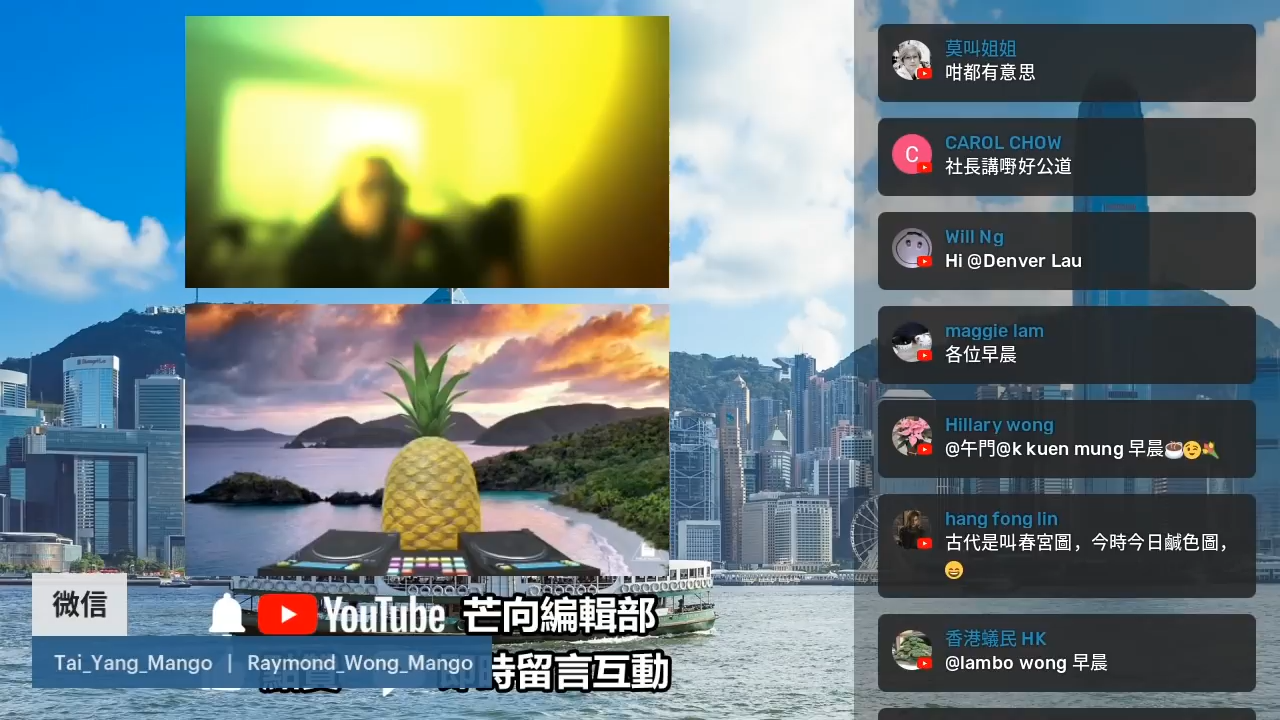 微信
Tai_Yang_Mango | Raymond_Wong_Mango
YouTube 芒向編輯部
即時留言互動
莫叫姐姐
咁都有意思
C
CAROL CHOW
社長講嘢好公道
Will Ng
Hi @Denver Lau
maggie lam
各位早晨
Hillary wong
@午門@k kuen mung 早晨☕😉💐
hang fong lin
古代是叫春宮圖，今時今日鹹色圖，
😄
香港蟻民 HK
@lambo wong 早晨